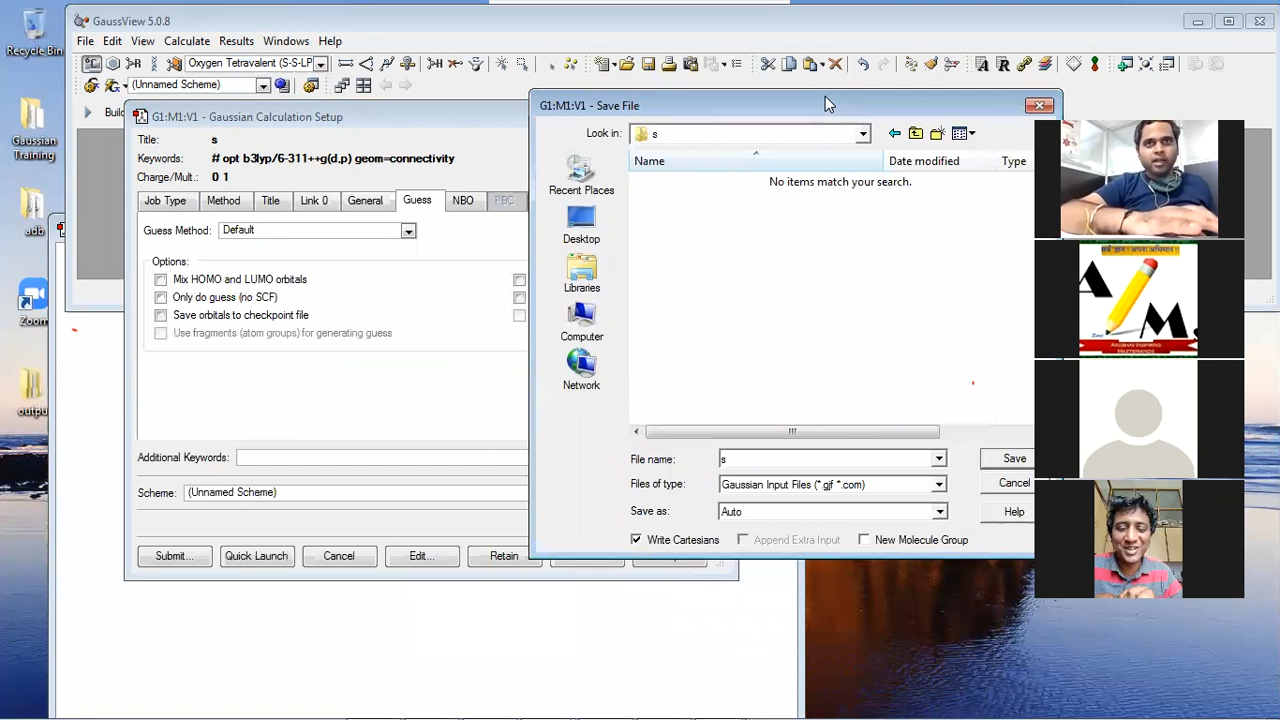 Recycle Bin
Gaussian Training
adb
Zoom
output
GaussView 5.0.8
File Edit View Calculate Results Windows Help
Oxygen Tetravalent (S-S-LP
(Unnamed Scheme)
G1:M1:V1 - Gaussian Calculation Setup
Title: s
Keywords: # opt b3lyp/6-311++g(d,p) geom=connectivity
Charge/Mult.: 0 1
Job Type Method Title Link 0 General Guess NBO PBC
Guess Method: Default
Options:
Mix HOMO and LUMO orbitals
Only do guess (no SCF)
Save orbitals to checkpoint file
Use fragments (atom groups) for generating guess
Additional Keywords:
Scheme: (Unnamed Scheme)
Submit... Quick Launch Cancel Edit... Retain
G1:M1:V1 - Save File
Look in: s
Name Date modified Type
No items match your search.
Recent Places
Desktop
Libraries
Computer
Network
File name: s Save
Files of type: Gaussian Input Files (*.gjf *.com) Cancel
Save as: Auto Help
Write Cartesians Append Extra Input New Molecule Group
A M